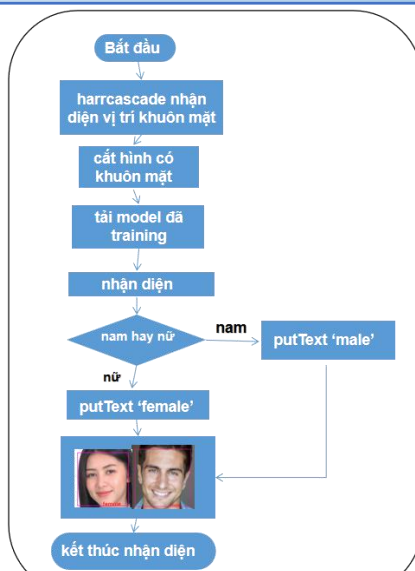 Bắt đầu
harrcascade nhận
diện vị trí khuôn mặt
cắt hình có
khuôn mặt
tải model đã
training
nhận diện
nam hay nữ
nam
putText ‘male’
nữ
putText ‘female’
female
kết thúc nhận diện